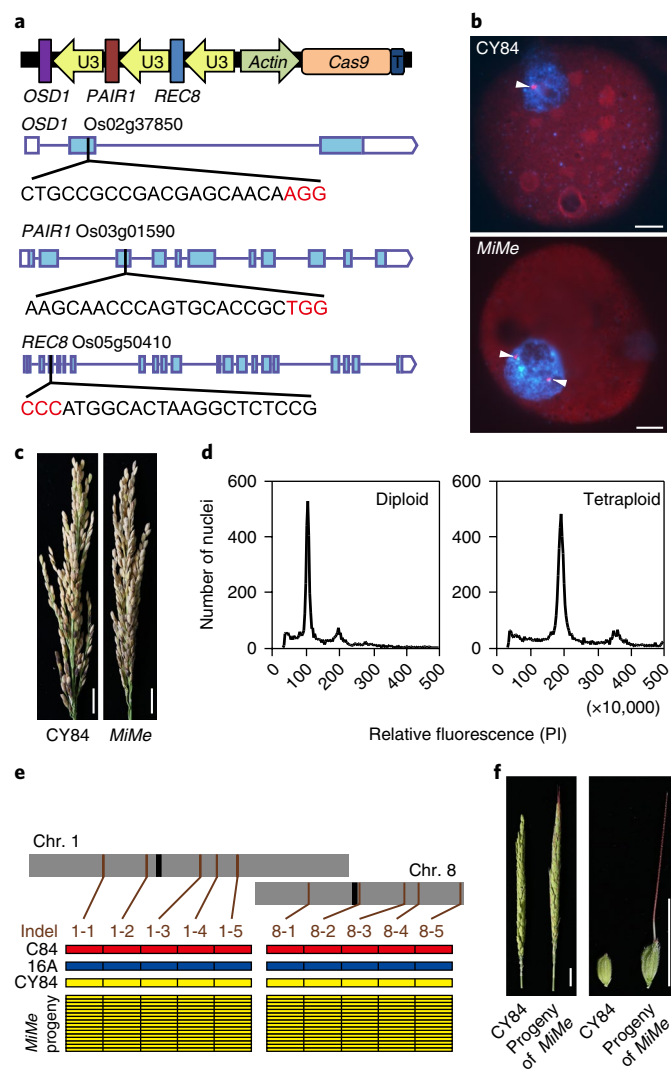 a
U3 U3 U3 Actin Cas9 T
OSD1 PAIR1 REC8
OSD1 Os02g37850
CTGCCGCCGACGAGCAACAAGG
PAIR1 Os03g01590
AAGCAACCCAGTGCACCGCTGG
REC8 Os05g50410
CCCATGGCACTAAGGCTCTCCG
b
CY84
MiMe
c
CY84 MiMe
d
Number of nuclei
600
400
200
0
Diploid
0 100 200 300 400 500
600
400
200
0
Tetraploid
0 100 200 300 400 500
(×10,000)
Relative fluorescence (PI)
e
Chr. 1
Chr. 8
Indel 1-1 1-2 1-3 1-4 1-5 8-1 8-2 8-3 8-4 8-5
C84
16A
CY84
MiMe
progeny
f
CY84
Progeny
of MiMe
CY84
Progeny
of MiMe